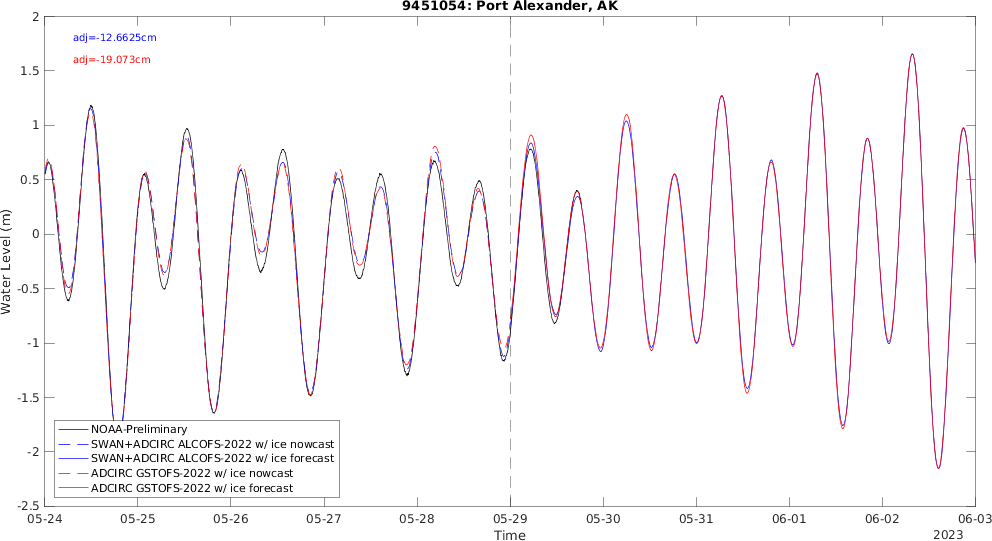 9451054: Port Alexander, AK
adj=-12.6625cm
adj=-19.073cm
2
1.5
1
0.5
0
-0.5
-1
-1.5
-2
-2.5
Water Level (m)
NOAA-Preliminary
SWAN+ADCIRC ALCOFS-2022 w/ ice nowcast
SWAN+ADCIRC ALCOFS-2022 w/ ice forecast
ADCIRC GSTOFS-2022 w/ ice nowcast
ADCIRC GSTOFS-2022 w/ ice forecast
05-24 05-25 05-26 05-27 05-28 05-29 05-30 05-31 06-01 06-02 06-03
Time
2023